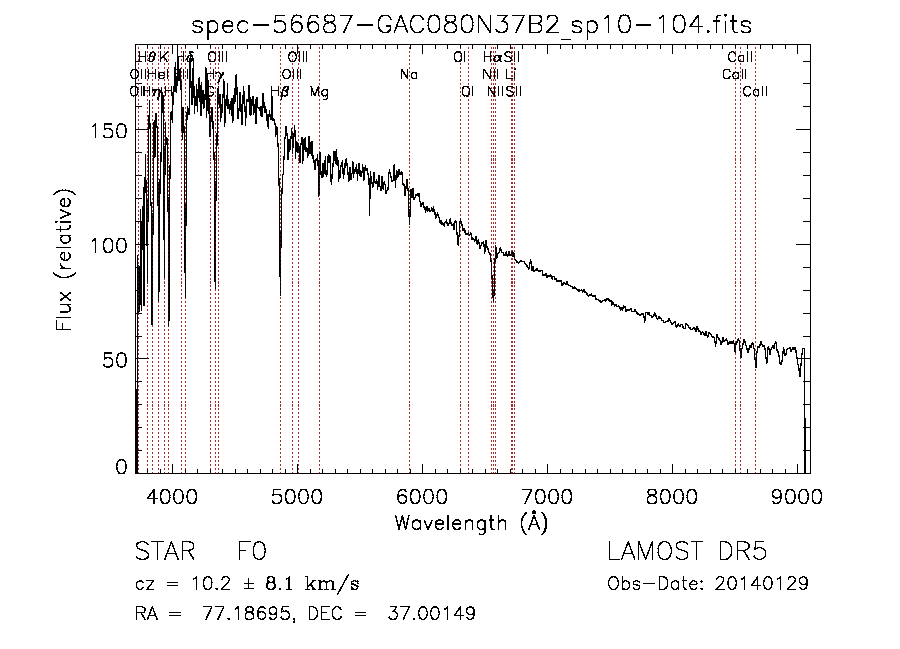 spec-56687-GAC080N37B2_sp10-104.fits
Hθ K Hδ OIII OIII OI Hα SII CaII
OII HeI Hγ OIII Na NII Li CaII
OII Hη H G Hβ Mg OI NII SII CaII
150
100
50
0
Flux (relative)
4000 5000 6000 7000 8000 9000
Wavelength (Å)
STAR F0 LAMOST DR5
cz = 10.2 ± 8.1 km/s Obs-Date: 20140129
RA = 77.18695, DEC = 37.00149